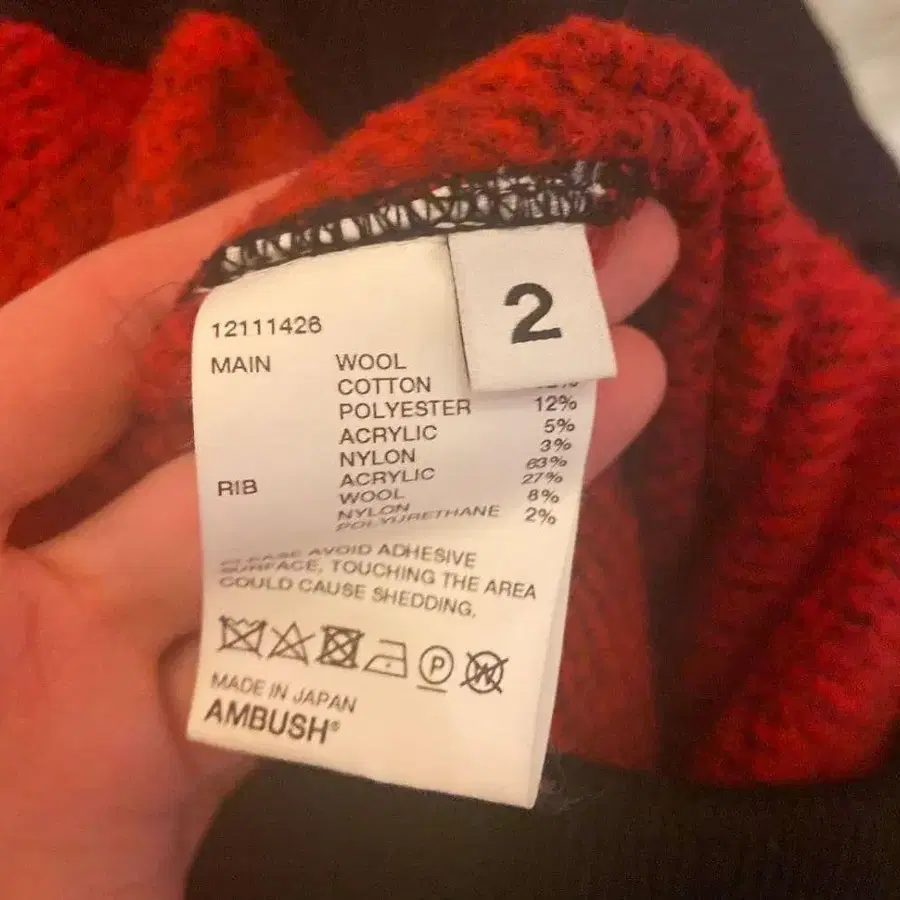 2
12111426
MAIN WOOL
COTTON
POLYESTER 12%
ACRYLIC 5%
NYLON 3%
RIB ACRYLIC 63%
WOOL 27%
NYLON 8%
POLYURETHANE 2%
PLEASE AVOID ADHESIVE
SURFACE, TOUCHING THE AREA
COULD CAUSE SHEDDING.
P W
MADE IN JAPAN
AMBUSH®